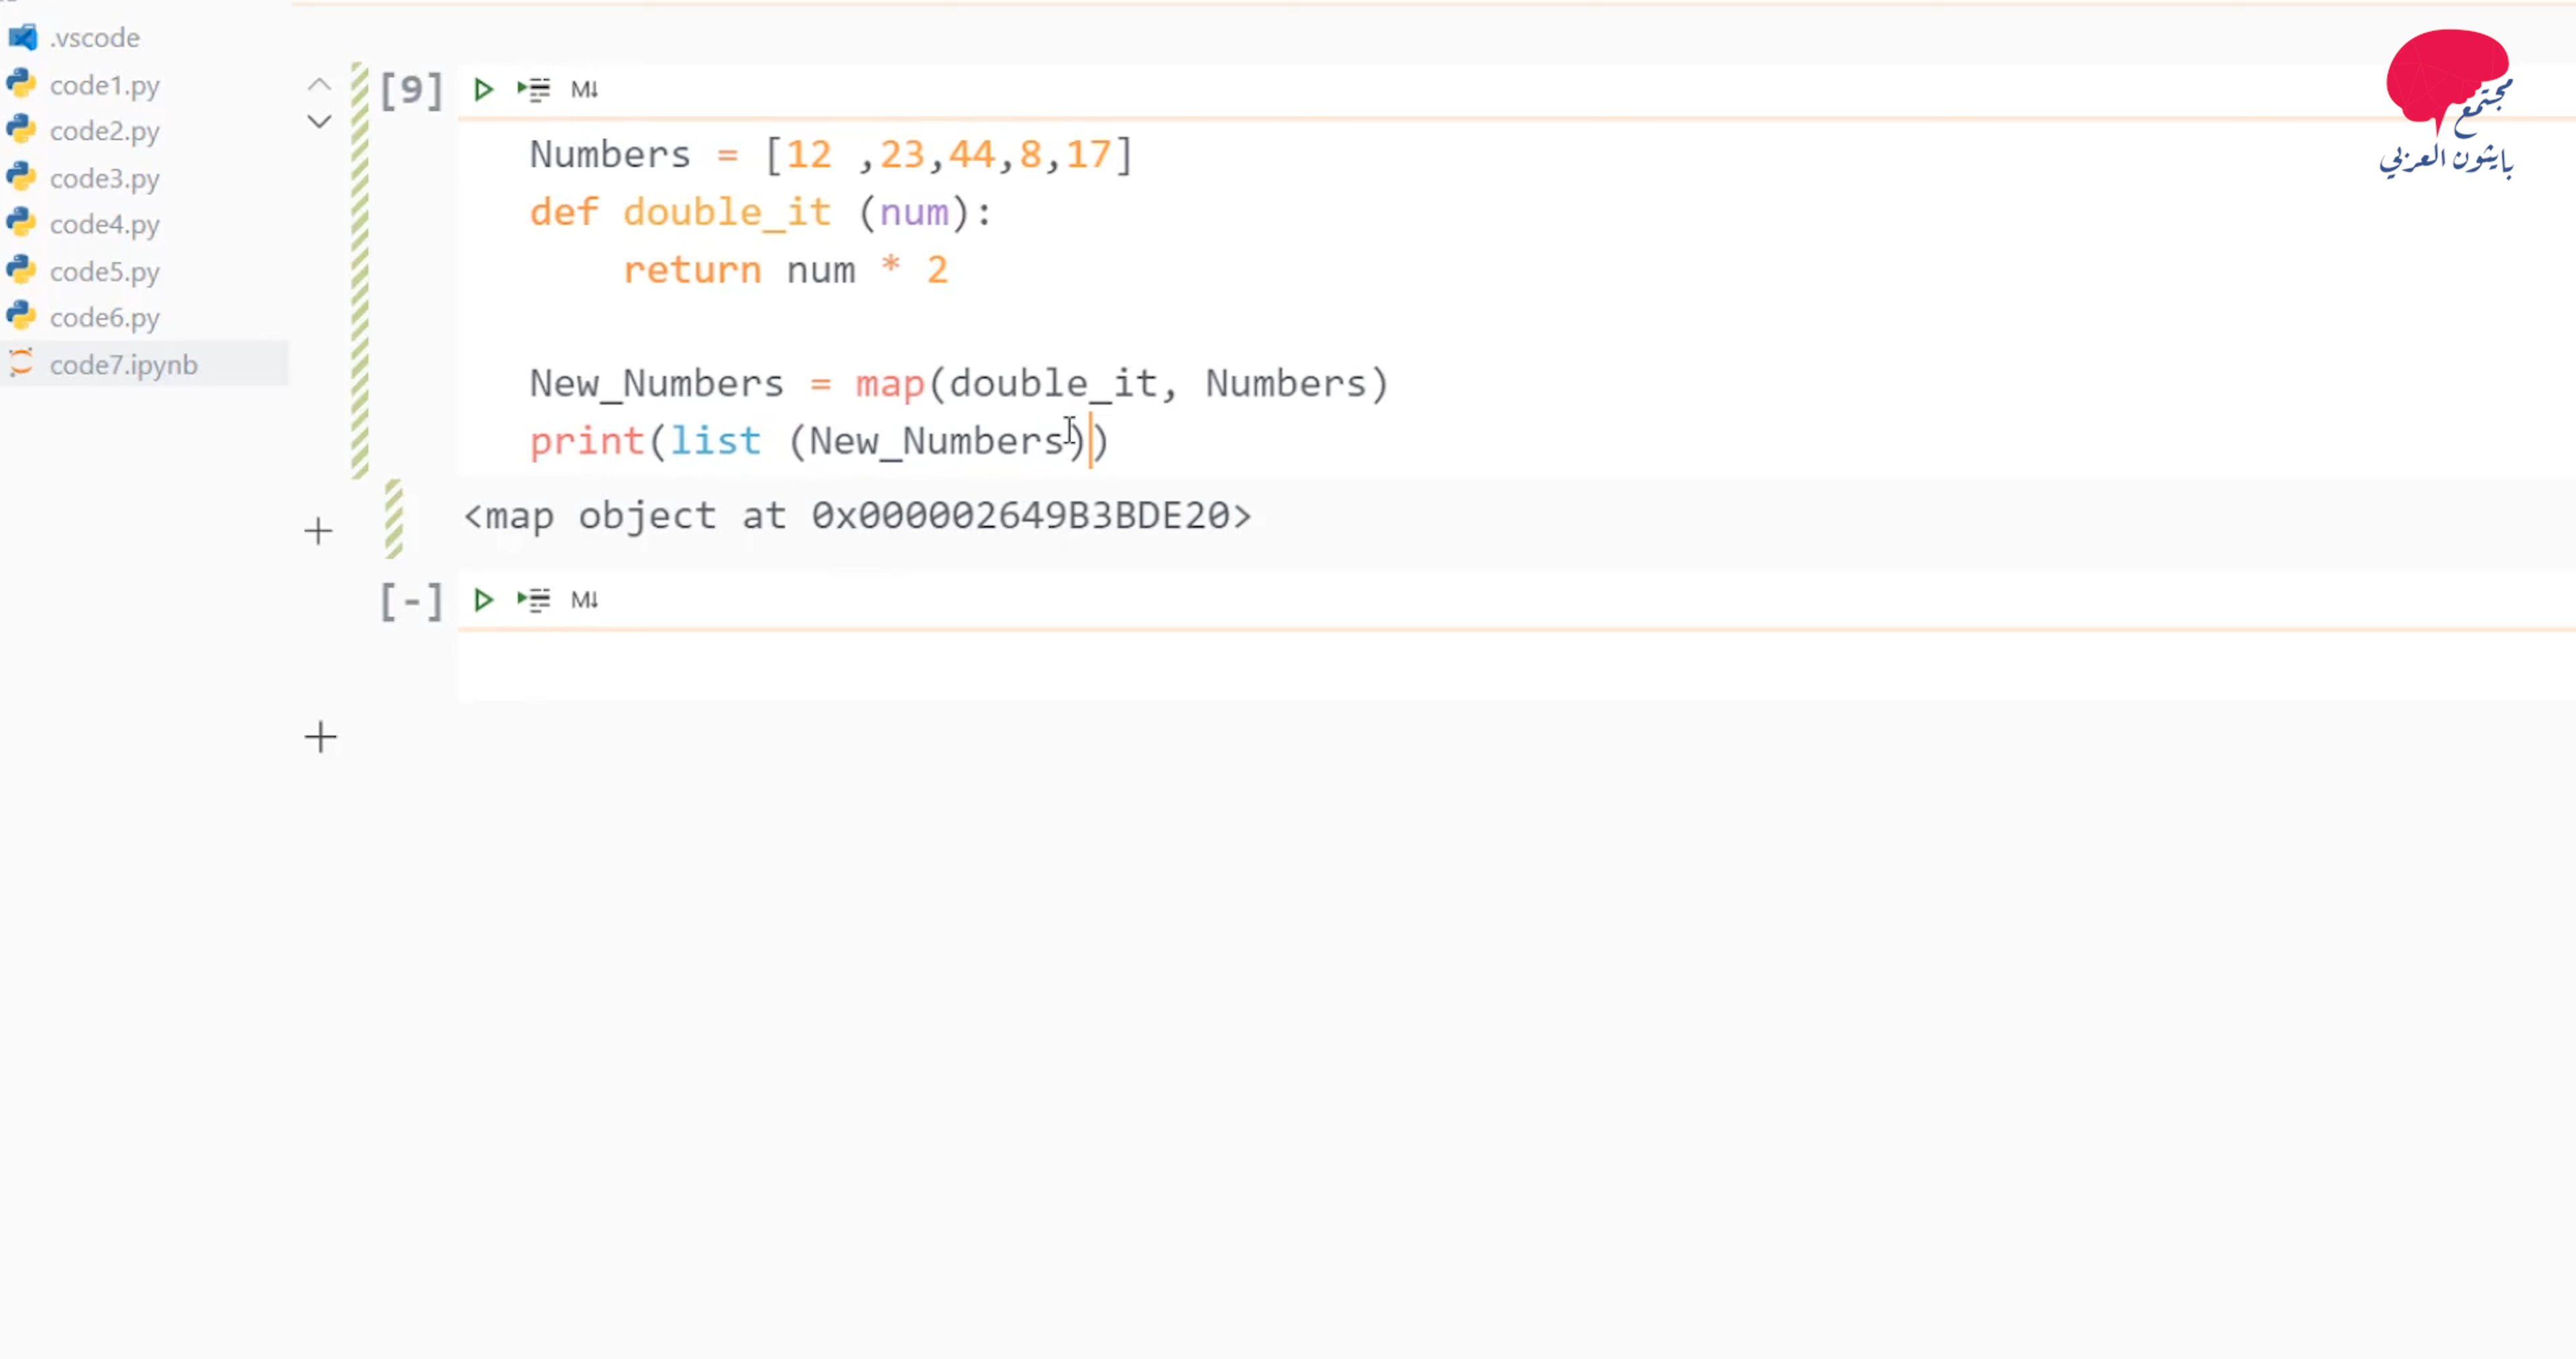 .vscode
code1.py
code2.py
code3.py
code4.py
code5.py
code6.py
code7.ipynb
[9]
M↓
Numbers = [12 ,23,44,8,17]
def double_it (num):
return num * 2
New_Numbers = map(double_it, Numbers)
print(list (New_Numbers))
<map object at 0x000002649B3BDE20>
[-]
M↓
مجتمع
بايثون العربي